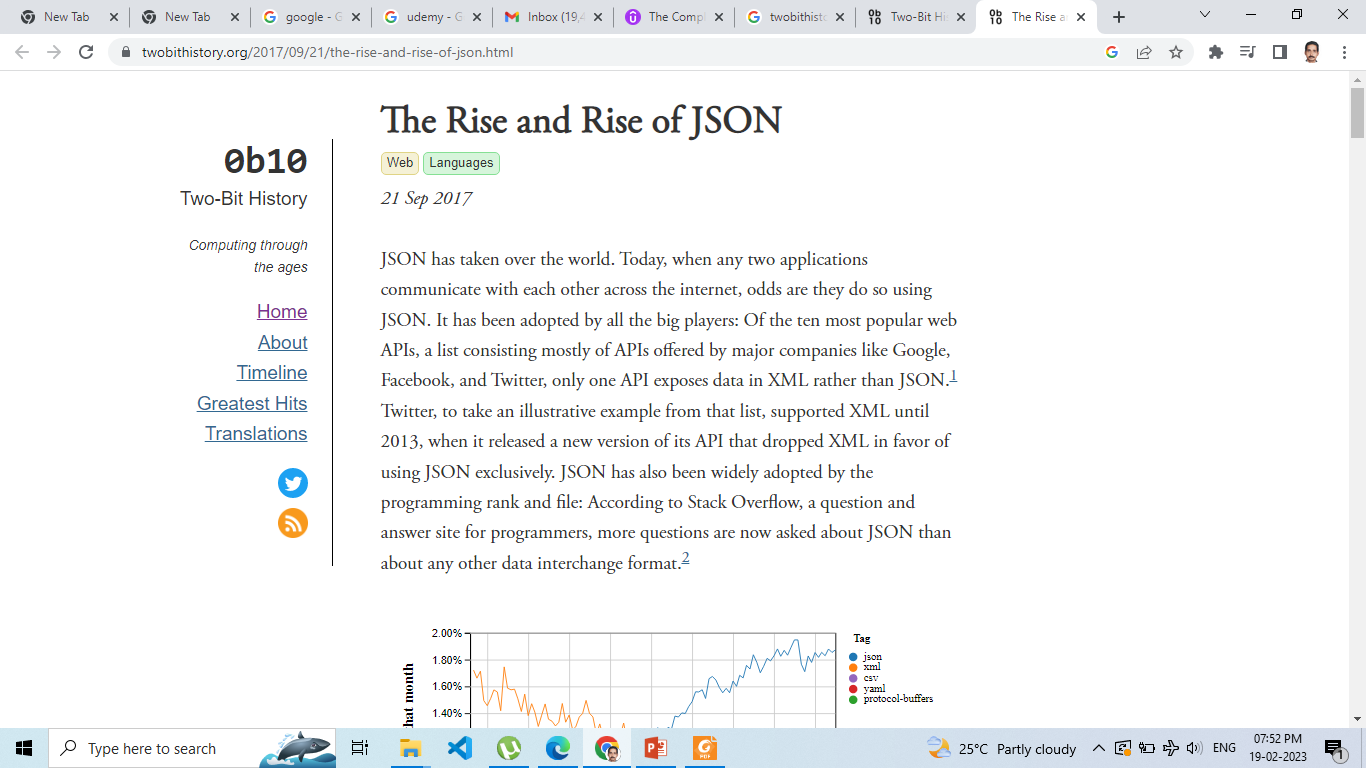 New Tab
New Tab
google - G
udemy - G
Inbox (19,4
The Compl
twobithisto
Two-Bit His
The Rise a
twobithistory.org/2017/09/21/the-rise-and-rise-of-json.html
The Rise and Rise of JSON
Web Languages
21 Sep 2017
0b10
Two-Bit History
Computing through
the ages
Home
About
Timeline
Greatest Hits
Translations
JSON has taken over the world. Today, when any two applications
communicate with each other across the internet, odds are they do so using
JSON. It has been adopted by all the big players: Of the ten most popular web
APIs, a list consisting mostly of APIs offered by major companies like Google,
Facebook, and Twitter, only one API exposes data in XML rather than JSON.1
Twitter, to take an illustrative example from that list, supported XML until
2013, when it released a new version of its API that dropped XML in favor of
using JSON exclusively. JSON has also been widely adopted by the
programming rank and file: According to Stack Overflow, a question and
answer site for programmers, more questions are now asked about JSON than
about any other data interchange format.2
2.00%
1.80%
1.60%
1.40%
hat month
Tag
json
xml
csv
yaml
protocol-buffers
Type here to search
25°C Partly cloudy
ENG
07:52 PM
19-02-2023
1